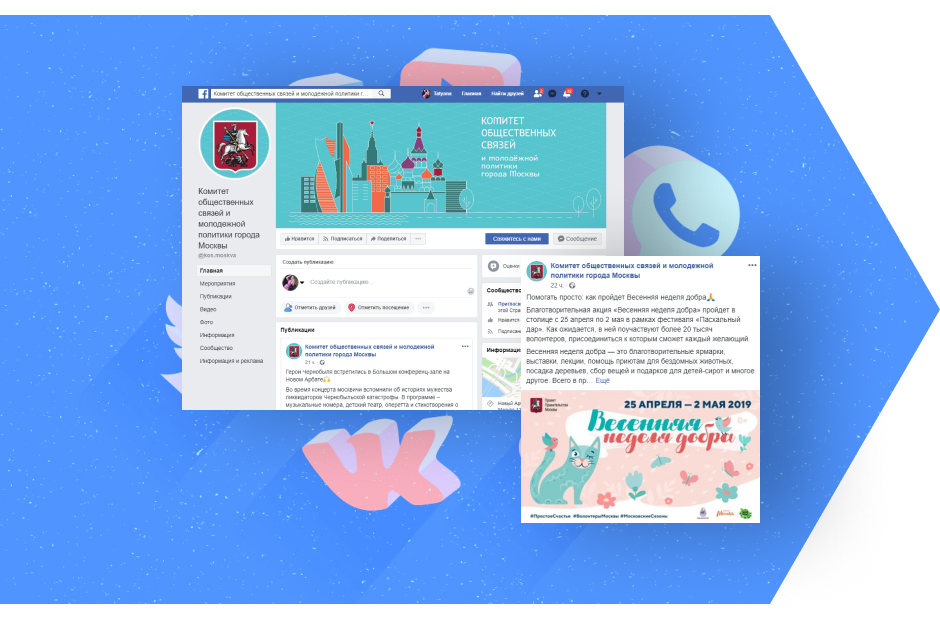 Комитет общественных связей и молодежной политики г...
Tatyana Главная Найти друзей
КОМИТЕТ
ОБЩЕСТВЕННЫХ
СВЯЗЕЙ
и молодёжной
политики
города Москвы
Комитет
общественных
связей и
молодежной
политики города
Москвы
@kos.moskva
Главная
Мероприятия
Публикации
Видео
Фото
Информация
Сообщество
Информация и реклама
Нравится Подписаться Поделиться ...
Свяжитесь с нами Сообщение
Создать публикацию
Создайте публикацию...
Отметить друзей Отметить посещение ...
Публикации
Комитет общественных связей и молодежной
политики города Москвы
21 ч.
Герои Чернобыля встретились в Большом конференц-зале на
Новом Арбате🙌
Во время концерта москвичи вспомнили об историях мужества
ликвидаторов Чернобыльской катастрофы. В программе –
музыкальные номера, детский театр, оперетта и стихотворения о
Сообщество
этой Стра
Нравится
Комитет общественных связей и молодежной
политики города Москвы
22 ч.
Помогать просто: как пройдет Весенняя неделя добра🙏
Благотворительная акция «Весенняя неделя добра» пройдет в
столице с 25 апреля по 2 мая в рамках фестиваля «Пасхальный
дар». Как ожидается, в ней поучаствуют более 20 тысяч
волонтеров, присоединиться к которым сможет каждый желающий.
Весенняя неделя добра — это благотворительные ярмарки,
выставки, лекции, помощь приютам для бездомных животных,
посадка деревьев, сбор вещей и подарков для детей-сирот и многое
другое. Всего в пр... Ещё
Проект
Правительства
Москвы
25 АПРЕЛЯ — 2 МАЯ 2019
Весенняя
неделя добра
#ПростоеСчастье #ВолонтерыМосквы #МосковскиеСезоны